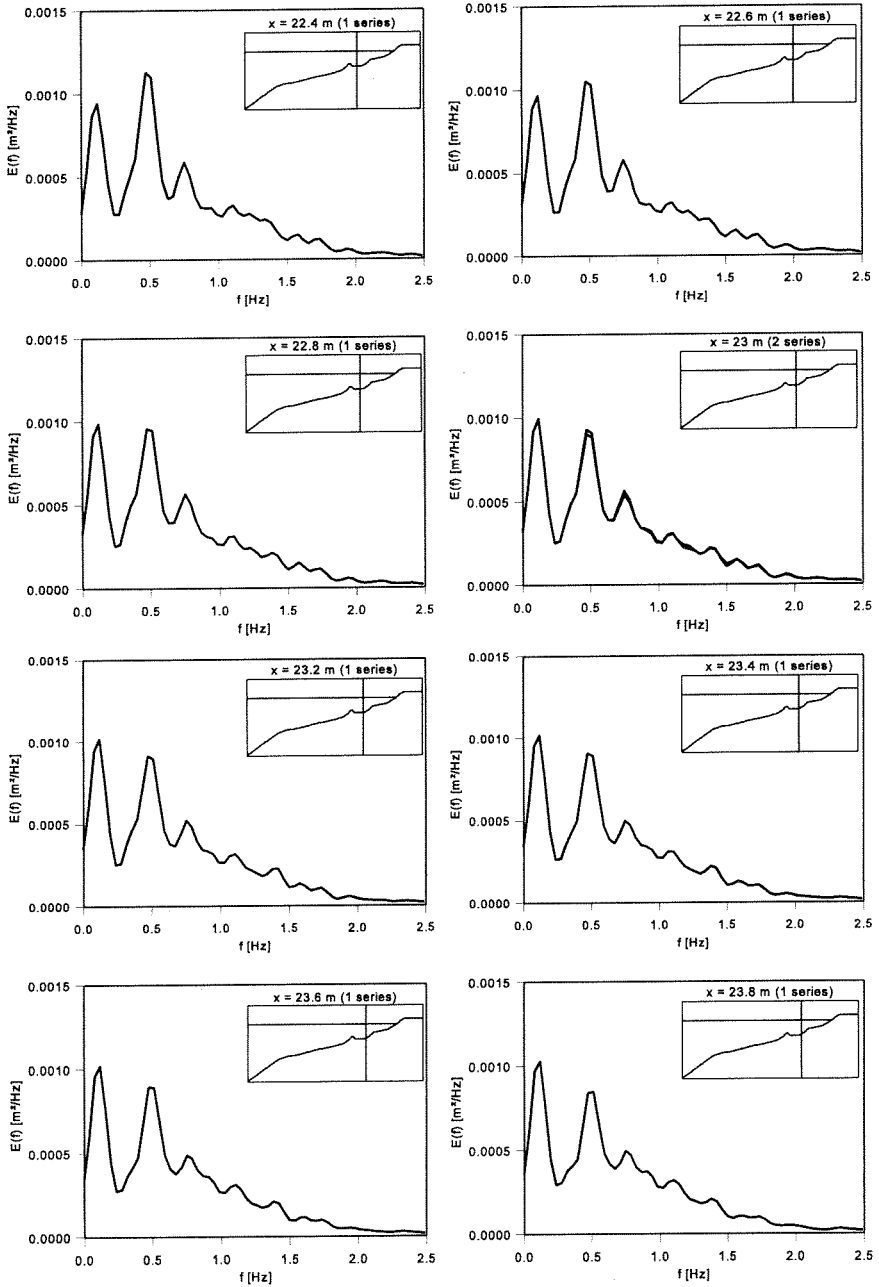 x = 22.4 m (1 series)
E(f) [m²/Hz]
0.0015
0.0010
0.0005
0.0000
0.0 0.5 1.0 1.5 2.0 2.5
f [Hz]
x = 22.6 m (1 series)
E(f) [m²/Hz]
0.0015
0.0010
0.0005
0.0000
0.0 0.5 1.0 1.5 2.0 2.5
f [Hz]
x = 22.8 m (1 series)
E(f) [m²/Hz]
0.0015
0.0010
0.0005
0.0000
0.0 0.5 1.0 1.5 2.0 2.5
f [Hz]
x = 23 m (2 series)
E(f) [m²/Hz]
0.0015
0.0010
0.0005
0.0000
0.0 0.5 1.0 1.5 2.0 2.5
f [Hz]
x = 23.2 m (1 series)
E(f) [m²/Hz]
0.0015
0.0010
0.0005
0.0000
0.0 0.5 1.0 1.5 2.0 2.5
f [Hz]
x = 23.4 m (1 series)
E(f) [m²/Hz]
0.0015
0.0010
0.0005
0.0000
0.0 0.5 1.0 1.5 2.0 2.5
f [Hz]
x = 23.6 m (1 series)
E(f) [m²/Hz]
0.0015
0.0010
0.0005
0.0000
0.0 0.5 1.0 1.5 2.0 2.5
f [Hz]
x = 23.8 m (1 series)
E(f) [m²/Hz]
0.0015
0.0010
0.0005
0.0000
0.0 0.5 1.0 1.5 2.0 2.5
f [Hz]